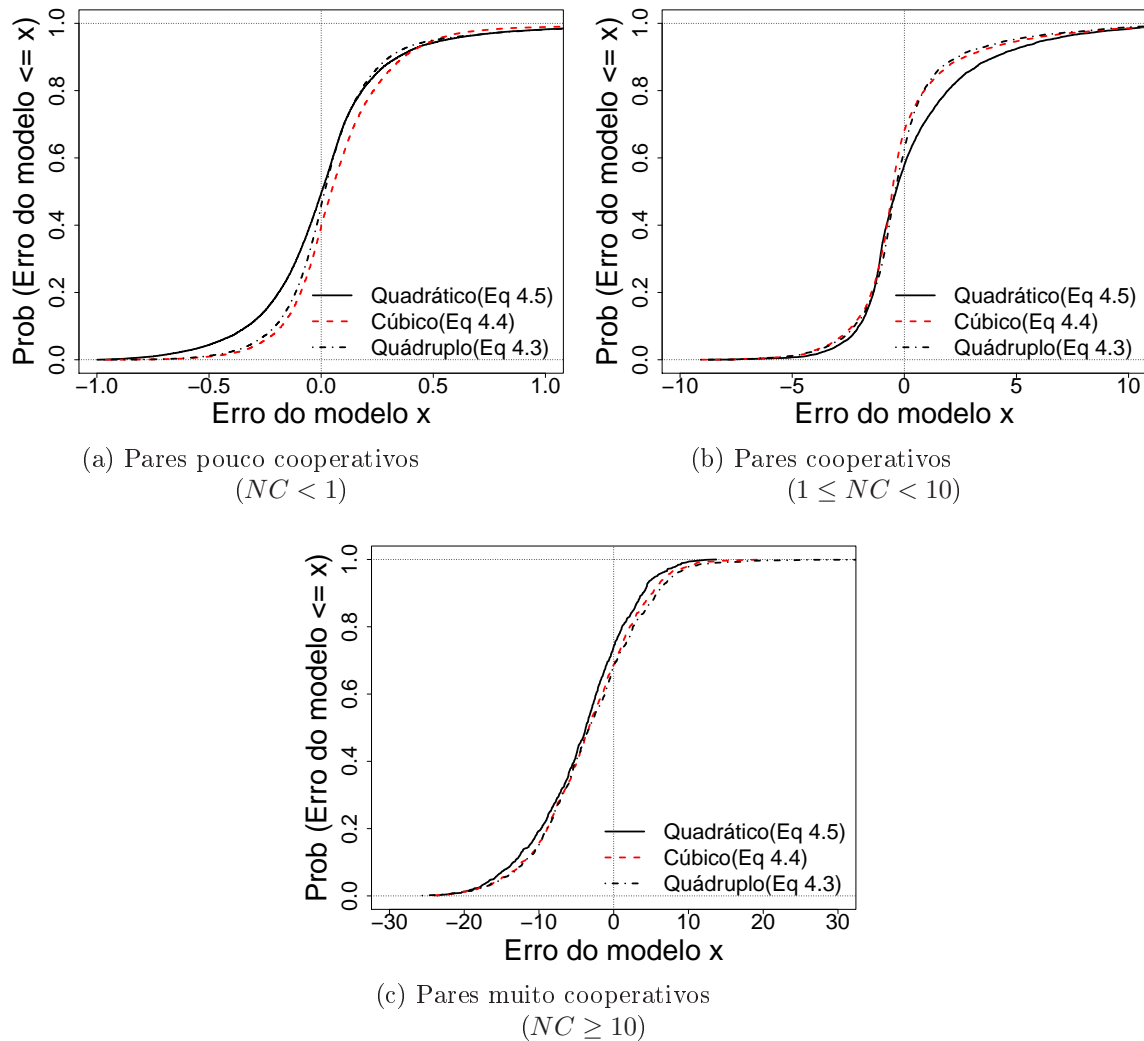 Prob (Erro do modelo <= x)
0.0 0.2 0.4 0.6 0.8 1.0
Quadrático(Eq 4.5)
Cúbico(Eq 4.4)
Quádruplo(Eq 4.3)
−1.0 −0.5 0.0 0.5 1.0
Erro do modelo x
(a) Pares pouco cooperativos
(NC < 1)
Prob (Erro do modelo <= x)
0.0 0.2 0.4 0.6 0.8 1.0
Quadrático(Eq 4.5)
Cúbico(Eq 4.4)
Quádruplo(Eq 4.3)
−10 −5 0 5 10
Erro do modelo x
(b) Pares cooperativos
(1 ≤ NC < 10)
Prob (Erro do modelo <= x)
0.0 0.2 0.4 0.6 0.8 1.0
Quadrático(Eq 4.5)
Cúbico(Eq 4.4)
Quádruplo(Eq 4.3)
−30 −20 −10 0 10 20 30
Erro do modelo x
(c) Pares muito cooperativos
(NC ≥ 10)